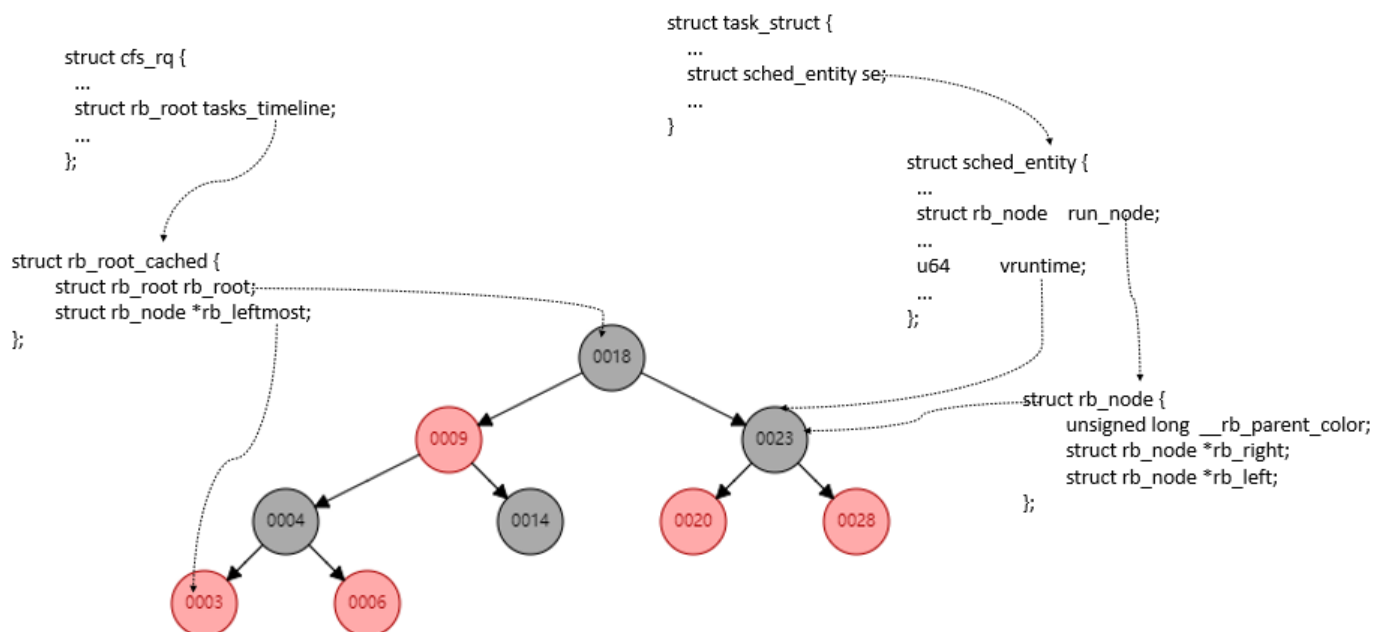 struct cfs_rq {
...
struct rb_root tasks_timeline;
...
};
struct task_struct {
...
struct sched_entity se;
...
}
struct sched_entity {
...
struct rb_node run_node;
...
u64 vruntime;
...
};
struct rb_root_cached {
struct rb_root rb_root;
struct rb_node *rb_leftmost;
};
struct rb_node {
unsigned long __rb_parent_color;
struct rb_node *rb_right;
struct rb_node *rb_left;
};
0018
0009
0023
0004
0014
0020
0028
0003
0006